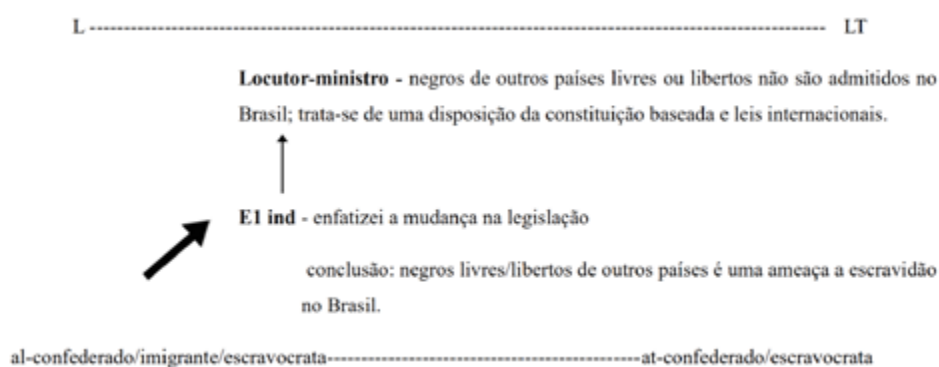 L ------------------------------------------------------------------------------------------- LT
Locutor-ministro - negros de outros países livres ou libertos não são admitidos no
Brasil; trata-se de uma disposição da constituição baseada e leis internacionais.
E1 ind - enfatizei a mudança na legislação
conclusão: negros livres/libertos de outros países é uma ameaça a escravidão
no Brasil.
al-confederado/imigrante/escravocrata---------------------------------------at-confederado/escravocrata